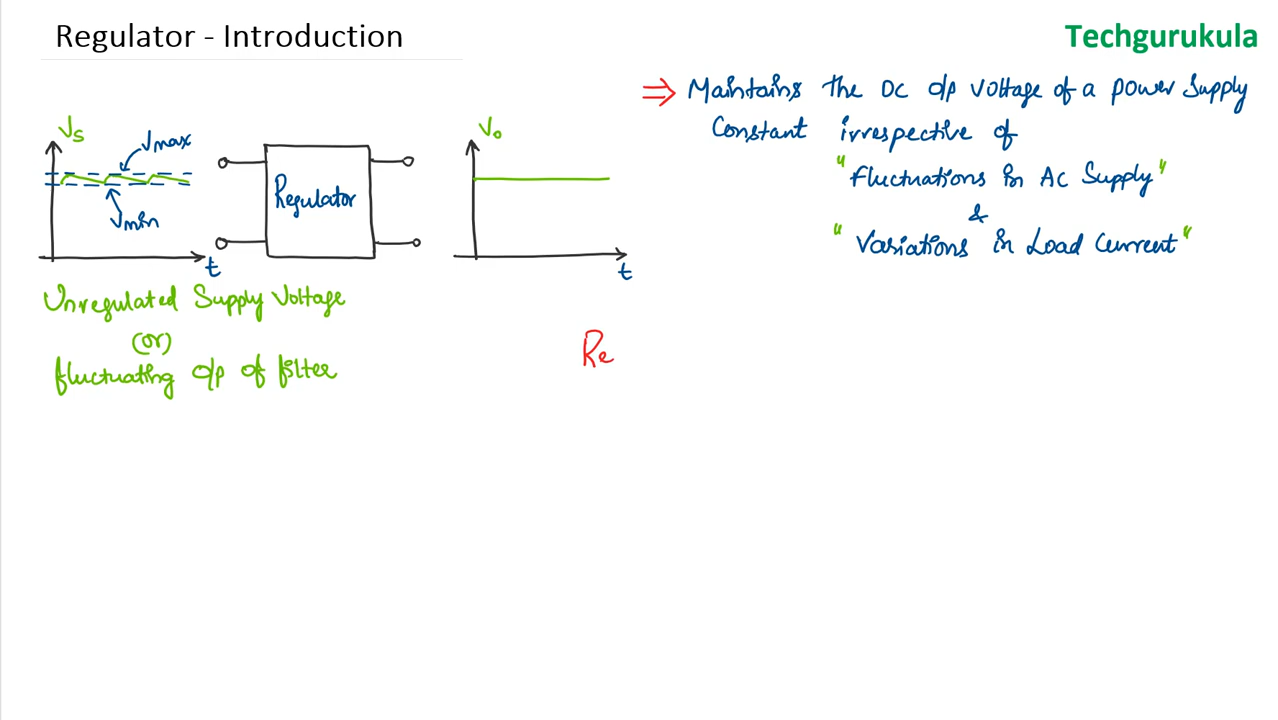 Regulator - Introduction
Techgurukula
⇒ Maintains the DC o/p voltage of a power supply
Constant irrespective of
"Fluctuations in AC Supply"
&
"Variations in Load Current"
Vs
Vmax
Vmin
t
Regulator
Vo
t
Unregulated Supply Voltage
(or)
fluctuating o/p of filter
Re